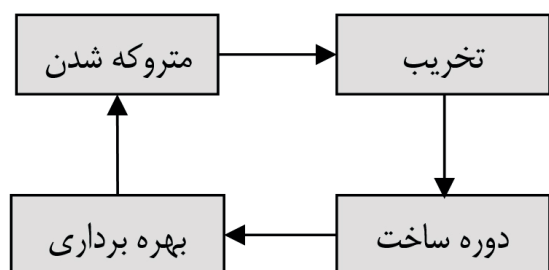 تخریب
متروکه شدن
دوره ساخت
بهره برداری